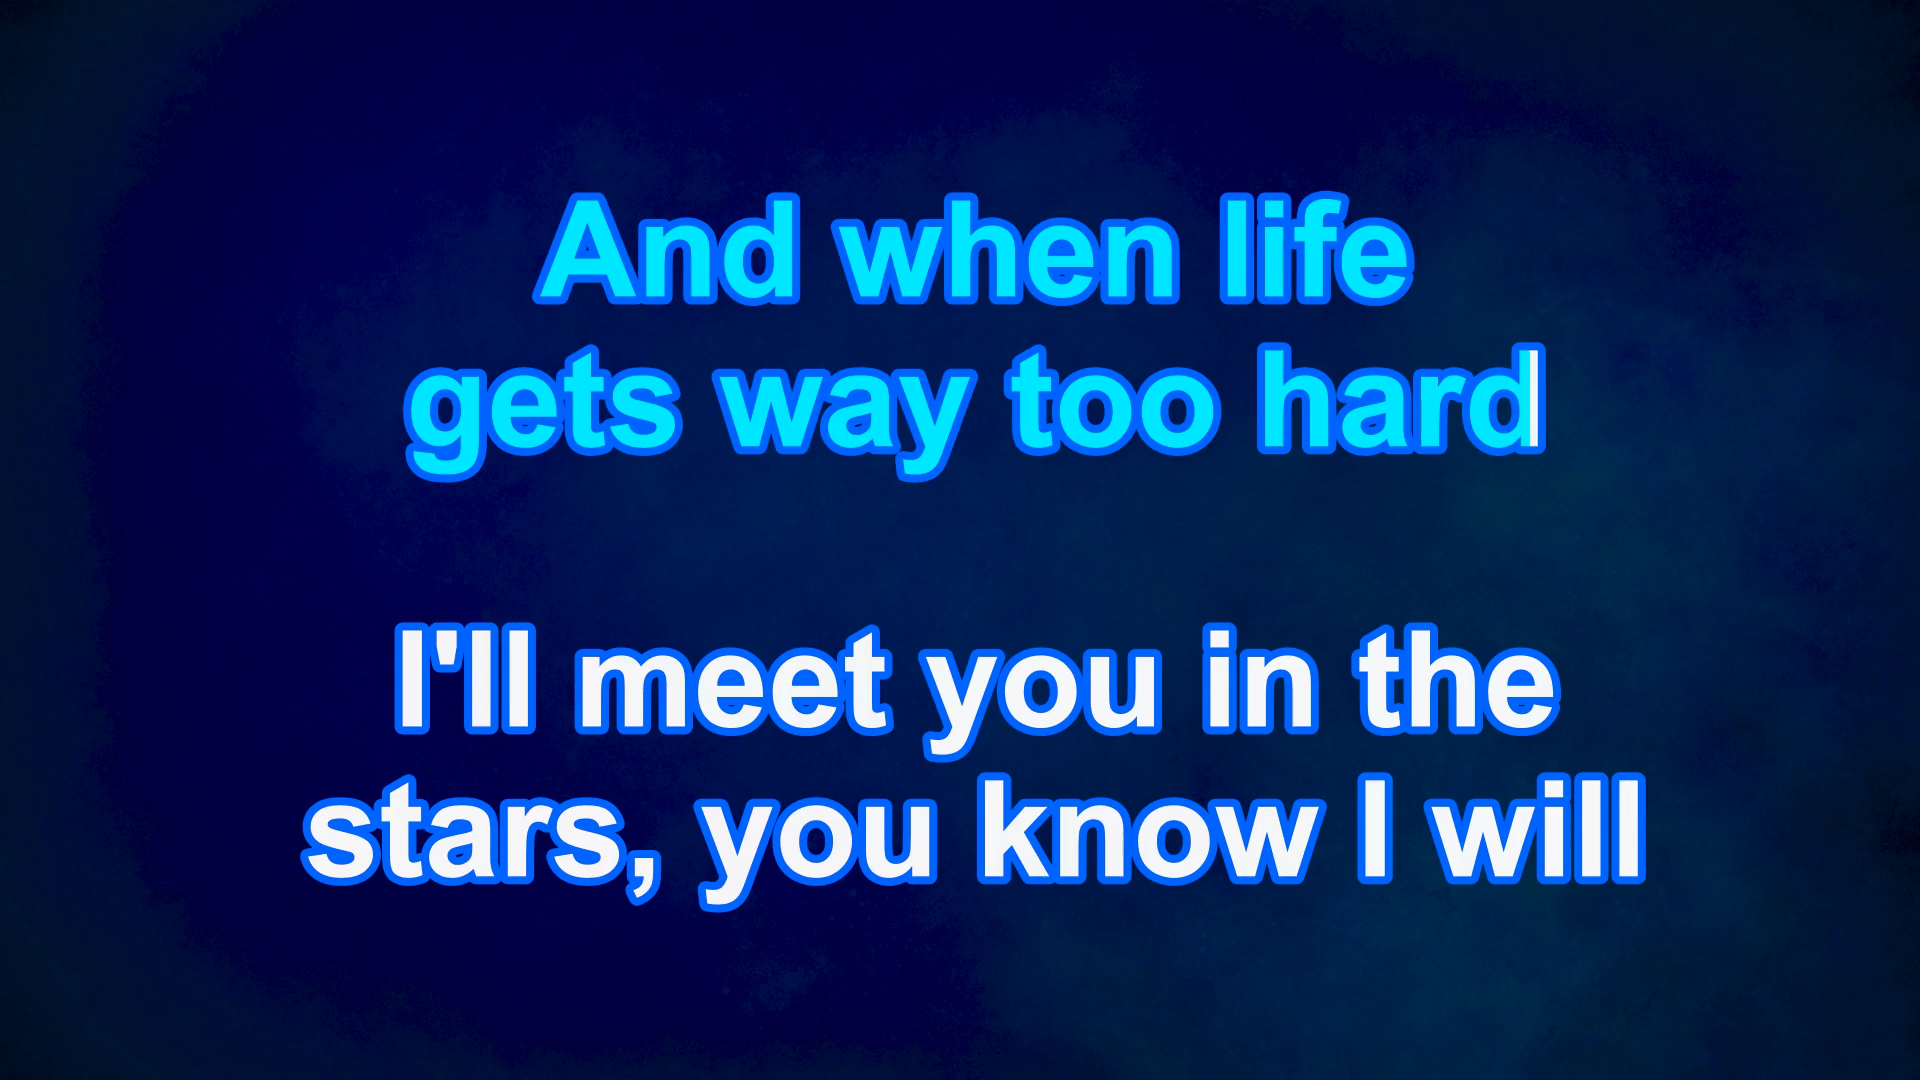 And when life
gets way too hard
I'll meet you in the
stars, you know I will